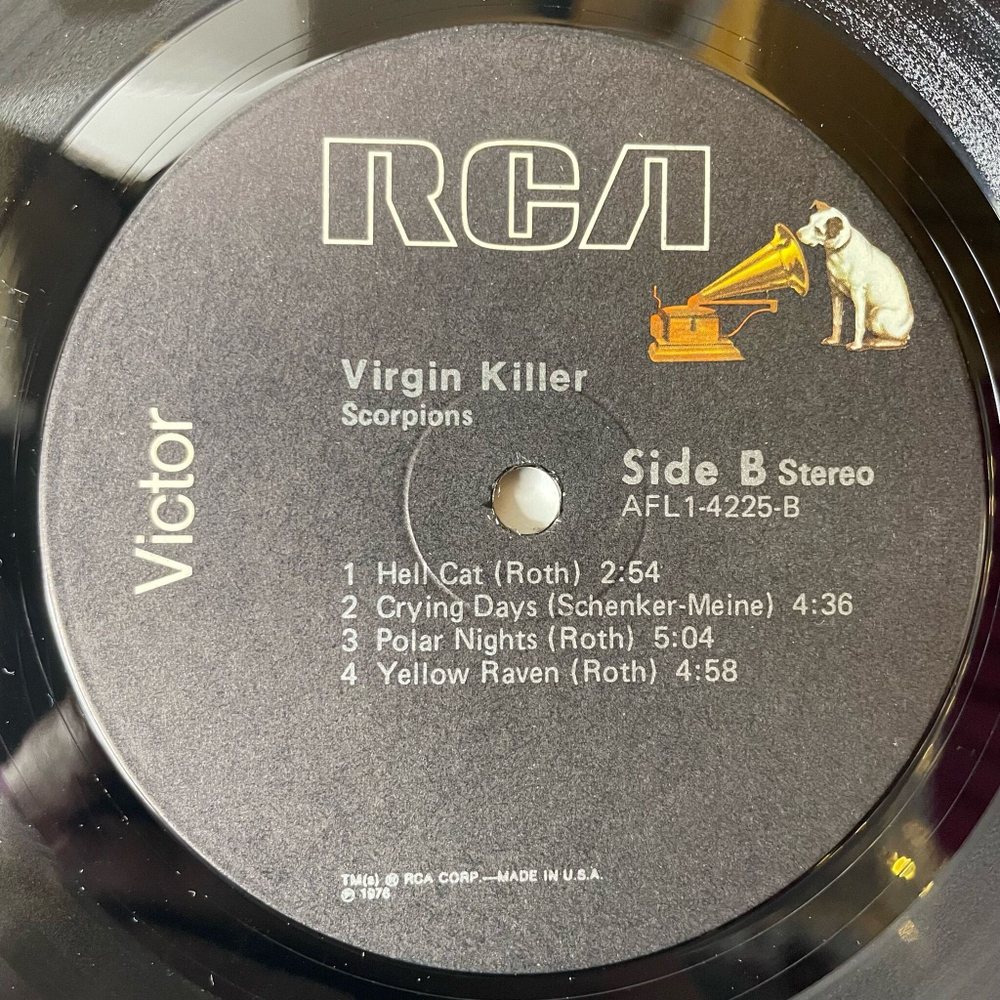 RCA
Victor
Virgin Killer
Scorpions
Side B Stereo
AFL1-4225-B
1 Hell Cat (Roth) 2:54
2 Crying Days (Schenker-Meine) 4:36
3 Polar Nights (Roth) 5:04
4 Yellow Raven (Roth) 4:58
TM(s) ® RCA CORP.—MADE IN U.S.A.
℗ 1976